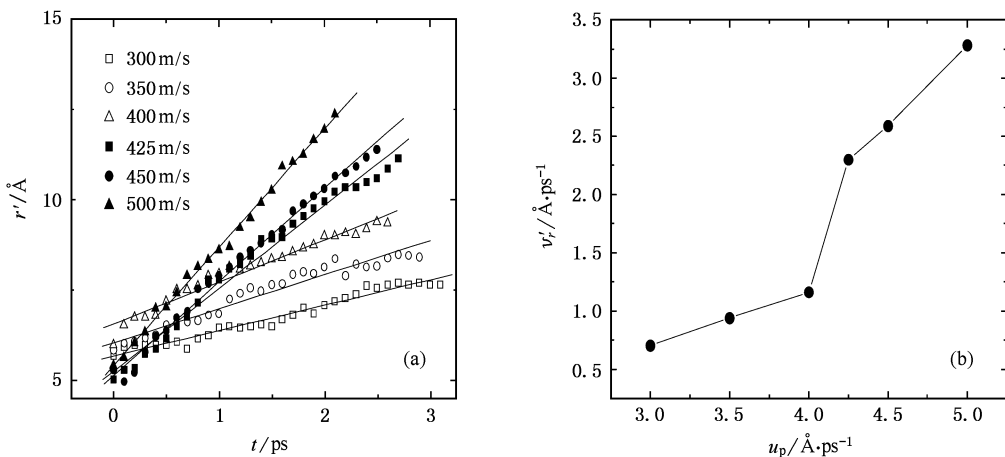 15
10
5
r′/Å
300 m/s
350 m/s
400 m/s
425 m/s
450 m/s
500 m/s
(a)
0
1
2
3
t/ps
3.5
3.0
2.5
2.0
1.5
1.0
0.5
v′r/Å·ps⁻¹
(b)
3.0
3.5
4.0
4.5
5.0
up/Å·ps⁻¹